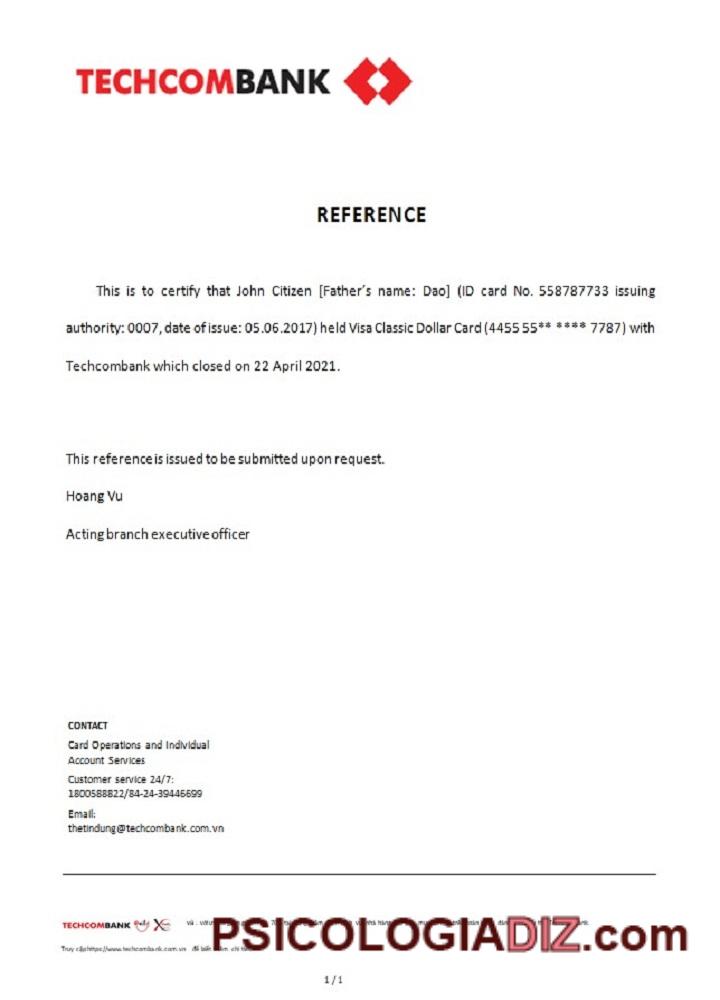 TECHCOMBANK
REFERENCE
This is to certify that John Citizen [Father's name: Dao] (ID card No. 558787733 issuing
authority: 0007, date of issue: 05.06.2017) held Visa Classic Dollar Card (4455 55** **** 7787) with
Techcombank which closed on 22 April 2021.
This reference is issued to be submitted upon request.
Hoang Vu
Acting branch executive officer
CONTACT
Card Operations and Individual
Account Services
Customer service 24/7:
1800588822/84-24-39446699
Email:
thetindung@techcombank.com.vn
TECHCOMBANK
Truy cập https://www.techcombank.com.vn
PSICOLOGIADIZ.com
1 / 1